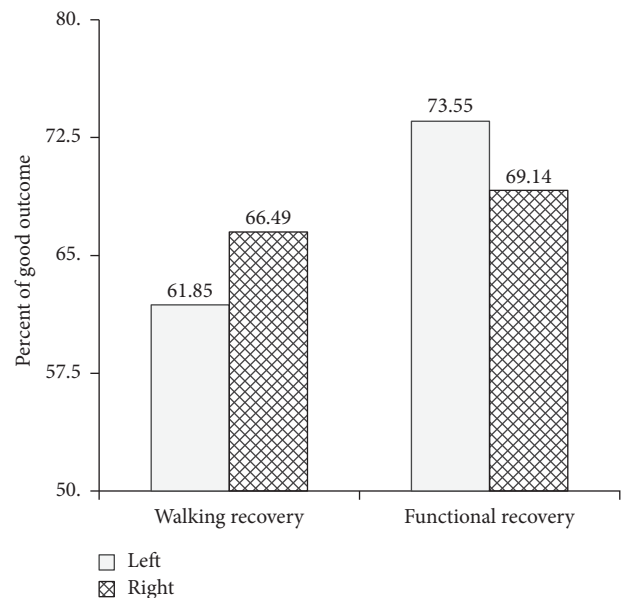 80.
72.5
65.
57.5
50.
Percent of good outcome
61.85
66.49
73.55
69.14
Walking recovery
Functional recovery
Left
Right